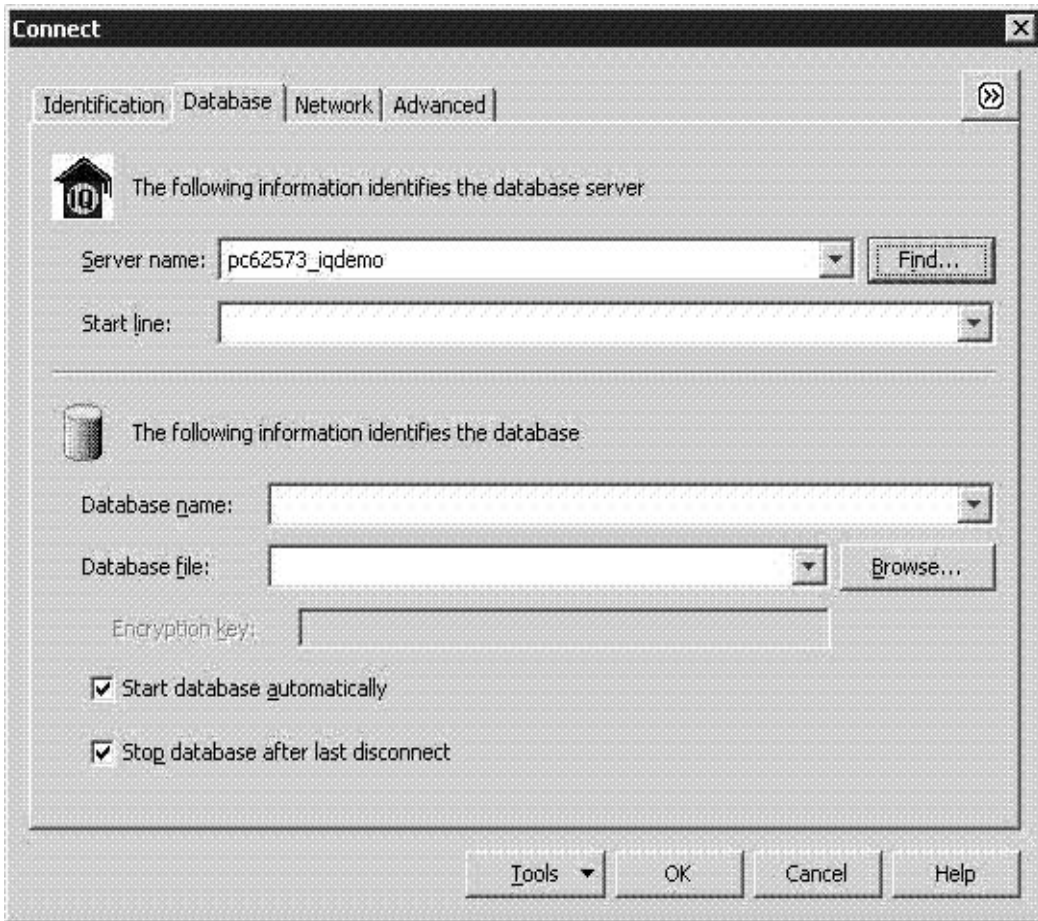 Connect
Identification Database Network Advanced
IQ The following information identifies the database server
Server name: pc62573_iqdemo Find...
Start line:
The following information identifies the database
Database name:
Database file: Browse...
Encryption key:
Start database automatically
Stop database after last disconnect
Tools OK Cancel Help